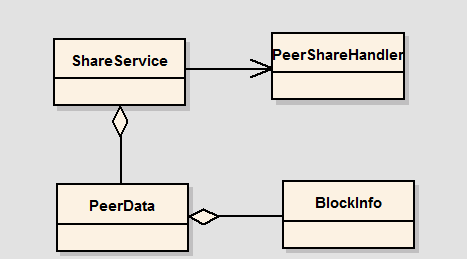 ShareService
PeerShareHandler
PeerData
BlockInfo